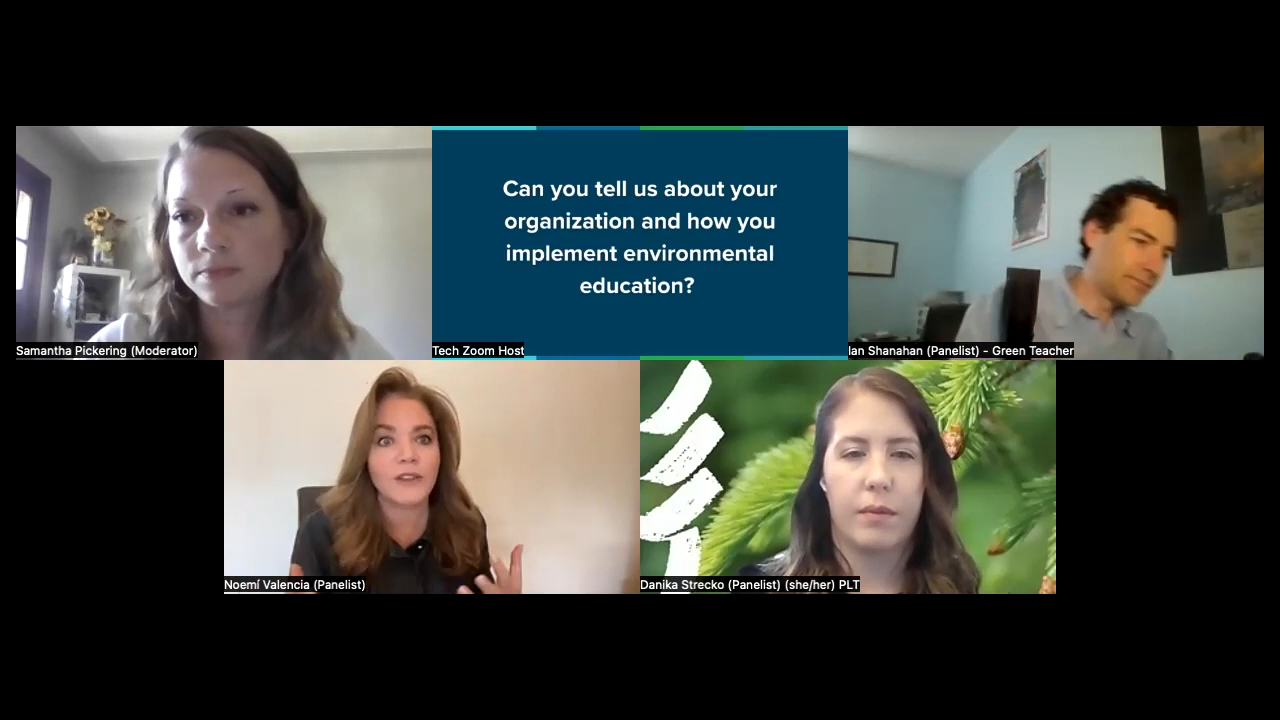 Can you tell us about your
organization and how you
implement environmental
education?
Samantha Pickering (Moderator)
Tech Zoom Host
Ian Shanahan (Panelist) - Green Teacher
Noemí Valencia (Panelist)
Danika Strecko (Panelist) (she/her) PLT